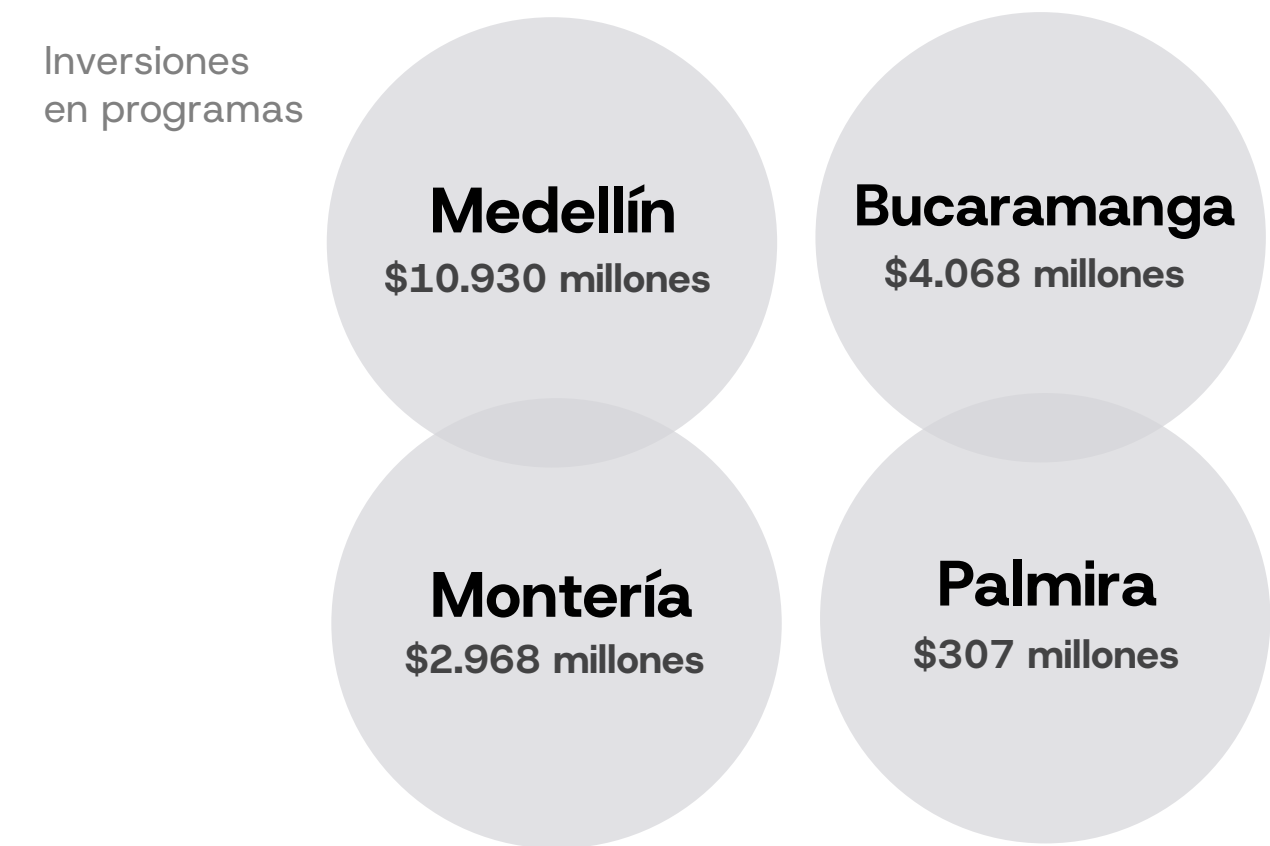 Inversiones
en programas
Medellín
$10.930 millones
Bucaramanga
$4.068 millones
Montería
$2.968 millones
Palmira
$307 millones